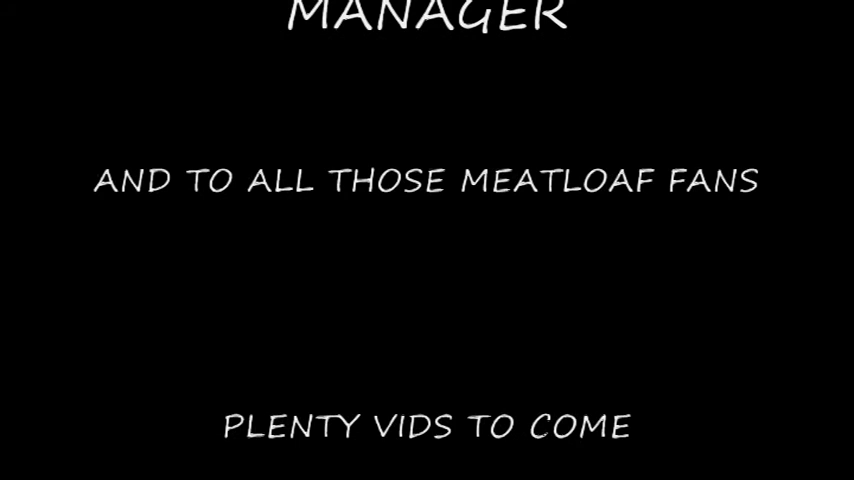 MANAGER
AND TO ALL THOSE MEATLOAF FANS
PLENTY VIDS TO COME